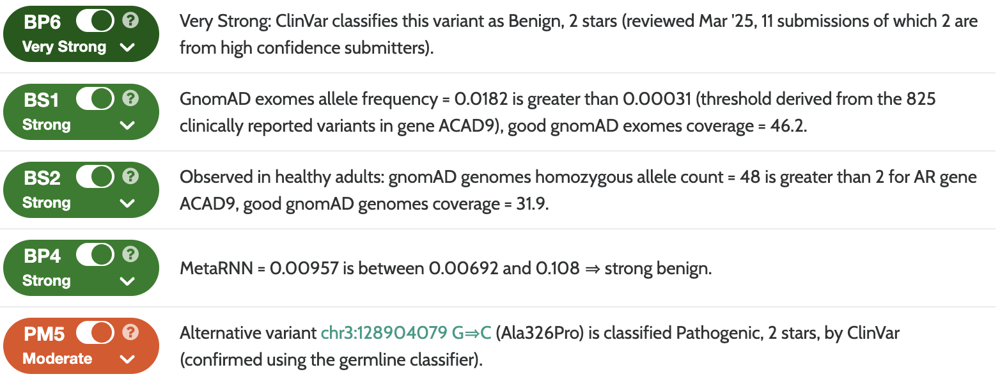 BP6 ?
Very Strong
Very Strong: ClinVar classifies this variant as Benign, 2 stars (reviewed Mar '25, 11 submissions of which 2 are
from high confidence submitters).
BS1 ?
Strong
GnomAD exomes allele frequency = 0.0182 is greater than 0.00031 (threshold derived from the 825
clinically reported variants in gene ACAD9), good gnomAD exomes coverage = 46.2.
BS2 ?
Strong
Observed in healthy adults: gnomAD genomes homozygous allele count = 48 is greater than 2 for AR gene
ACAD9, good gnomAD genomes coverage = 31.9.
BP4 ?
Strong
MetaRNN = 0.00957 is between 0.00692 and 0.108 ⇒ strong benign.
PM5 ?
Moderate
Alternative variant chr3:128904079 G⇒C (Ala326Pro) is classified Pathogenic, 2 stars, by ClinVar
(confirmed using the germline classifier).